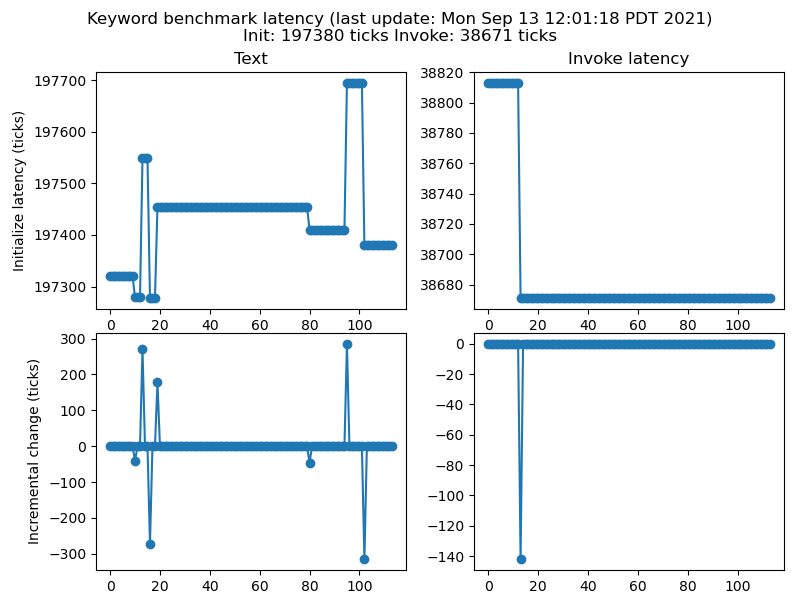 Keyword benchmark latency (last update: Mon Sep 13 12:01:18 PDT 2021)
Init: 197380 ticks Invoke: 38671 ticks
Text
Initialize latency (ticks)
197700
197600
197500
197400
197300
0 20 40 60 80 100
Invoke latency
38820
38800
38780
38760
38740
38720
38700
38680
0 20 40 60 80 100
Incremental change (ticks)
300
200
100
0
−100
−200
−300
0 20 40 60 80 100
0
−20
−40
−60
−80
−100
−120
−140
0 20 40 60 80 100